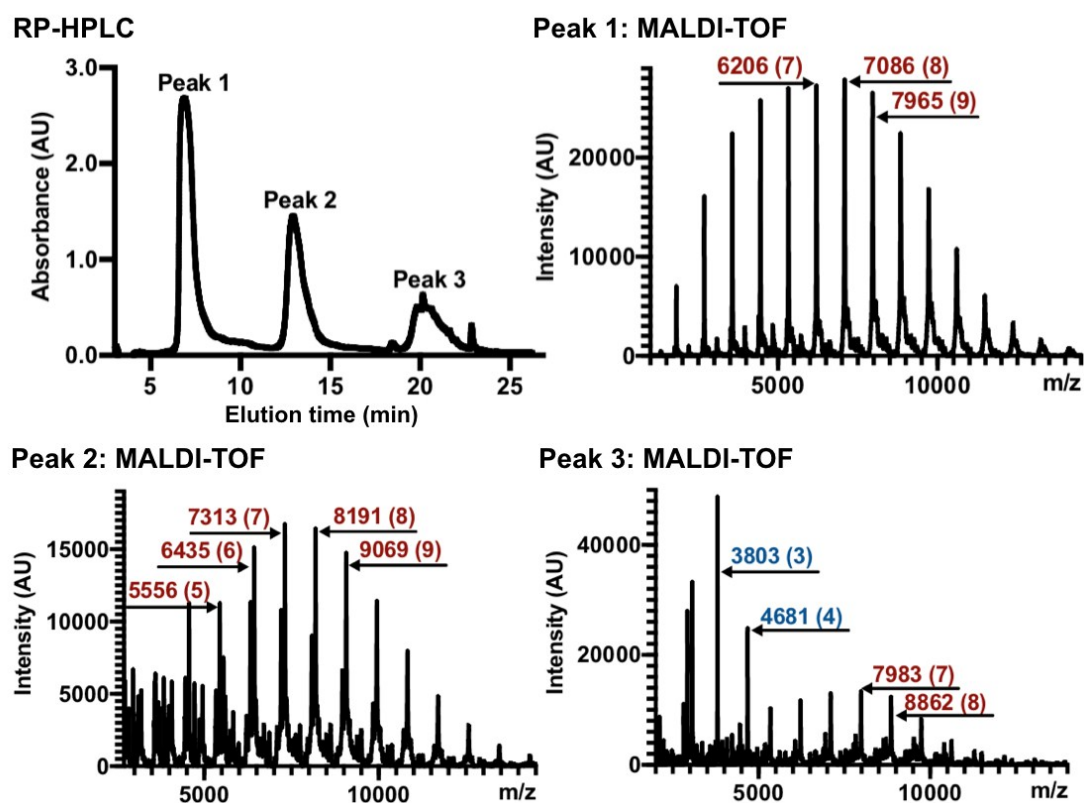 RP-HPLC
3.0
2.0
1.0
0.0
Absorbance (AU)
Peak 1
Peak 2
Peak 3
5 10 15 20 25
Elution time (min)
Peak 1: MALDI-TOF
Intensity (AU)
20000
10000
0
6206 (7)
7086 (8)
7965 (9)
5000 10000 m/z
Peak 2: MALDI-TOF
Intensity (AU)
15000
10000
5000
0
7313 (7)
8191 (8)
6435 (6)
9069 (9)
5556 (5)
5000 10000 m/z
Peak 3: MALDI-TOF
Intensity (AU)
40000
20000
0
3803 (3)
4681 (4)
7983 (7)
8862 (8)
5000 10000 m/z